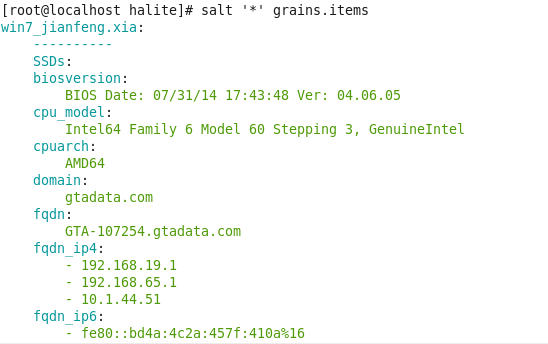 [root@localhost halite]# salt '*' grains.items
win7_jianfeng.xia:
    ----------
    SSDs:
    biosversion:
        BIOS Date: 07/31/14 17:43:48 Ver: 04.06.05
    cpu_model:
        Intel64 Family 6 Model 60 Stepping 3, GenuineIntel
    cpuarch:
        AMD64
    domain:
        gtadata.com
    fqdn:
        GTA-107254.gtadata.com
    fqdn_ip4:
        - 192.168.19.1
        - 192.168.65.1
        - 10.1.44.51
    fqdn_ip6:
        - fe80::bd4a:4c2a:457f:410a%16